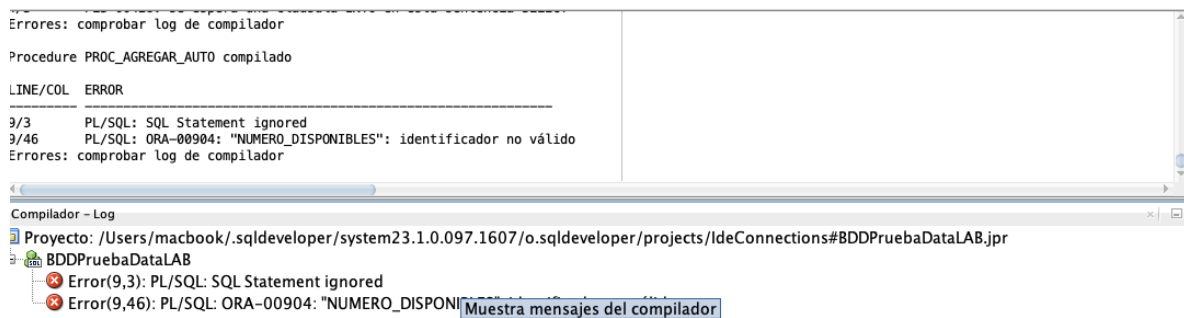 Errores: comprobar log de compilador
Procedure PROC_AGREGAR_AUTO compilado
LINE/COL ERROR
--------- -------------------------------------------------------------
9/3 PL/SQL: SQL Statement ignored
9/46 PL/SQL: ORA-00904: "NUMERO_DISPONIBLES": identificador no válido
Errores: comprobar log de compilador
Compilador - Log
Proyecto: /Users/macbook/.sqldeveloper/system23.1.0.097.1607/o.sqldeveloper/projects/IdeConnections#BDDPruebaDataLAB.jpr
BDDPruebaDataLAB
Error(9,3): PL/SQL: SQL Statement ignored
Error(9,46): PL/SQL: ORA-00904: "NUMERO_DISPONI
Muestra mensajes del compilador